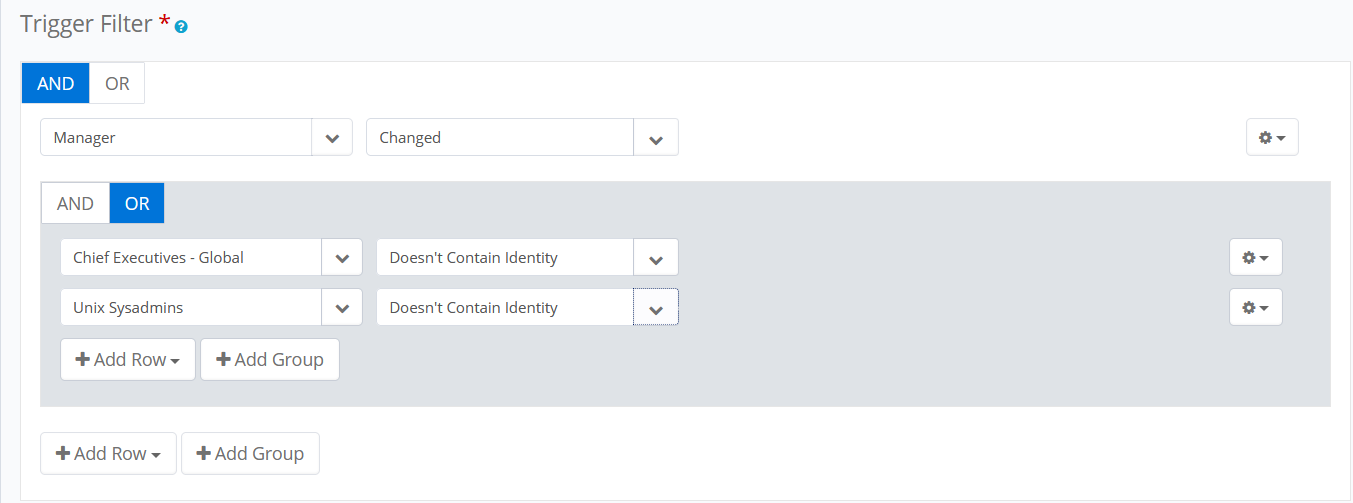 Trigger Filter * ?
AND OR
Manager Changed
AND OR
Chief Executives - Global Doesn't Contain Identity
Unix Sysadmins Doesn't Contain Identity
+ Add Row + Add Group
+ Add Row + Add Group